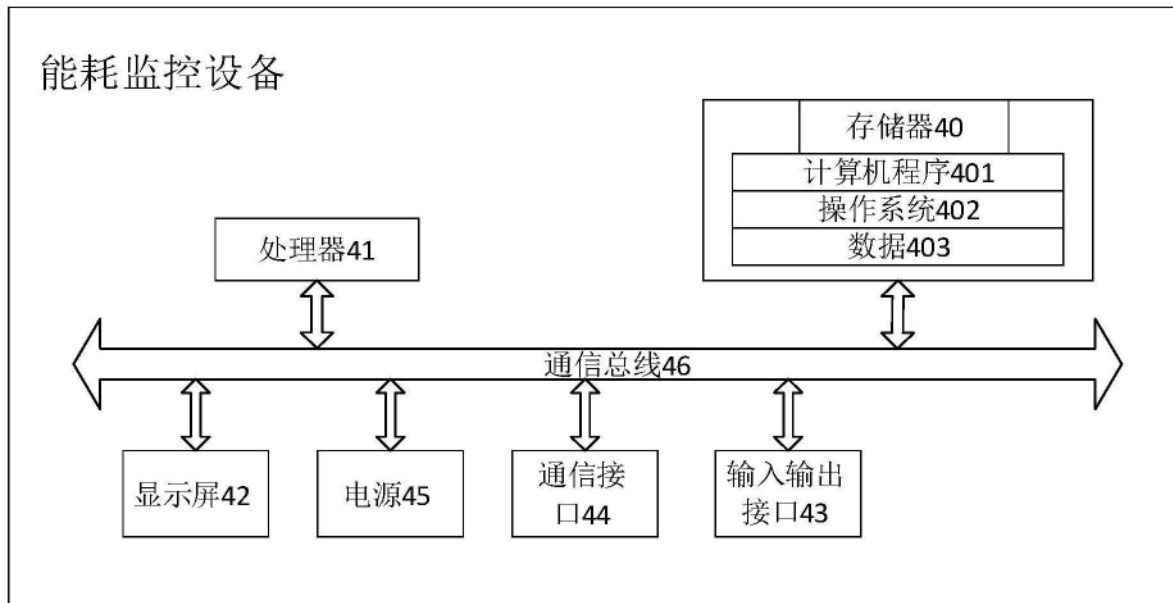 能耗监控设备
存储器40
计算机程序401
操作系统402
数据403
处理器41
通信总线46
显示屏42
电源45
通信接
口44
输入输出
接口43